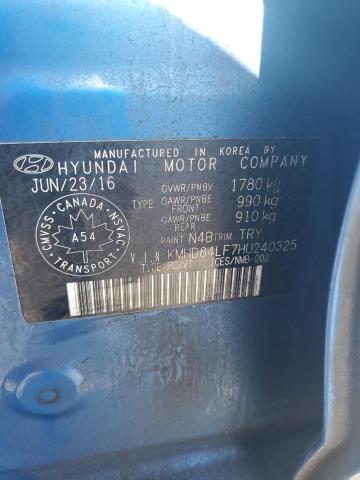 MANUFACTURED IN KOREA BY
HYUNDAI MOTOR COMPANY
JUN/23/16
GVWR/PNBV 1780 kg
TYPE GAWR/PNBE FRONT 990 kg
GAWR/PNBE REAR 910 kg
PAINT N4B TRIM TRY
V.I.N KMHD84LF7HU240325
TYPE PC/VT ICES/NMB-002
CANADA
CMVSS NSVAC
A54
TRANSPORT